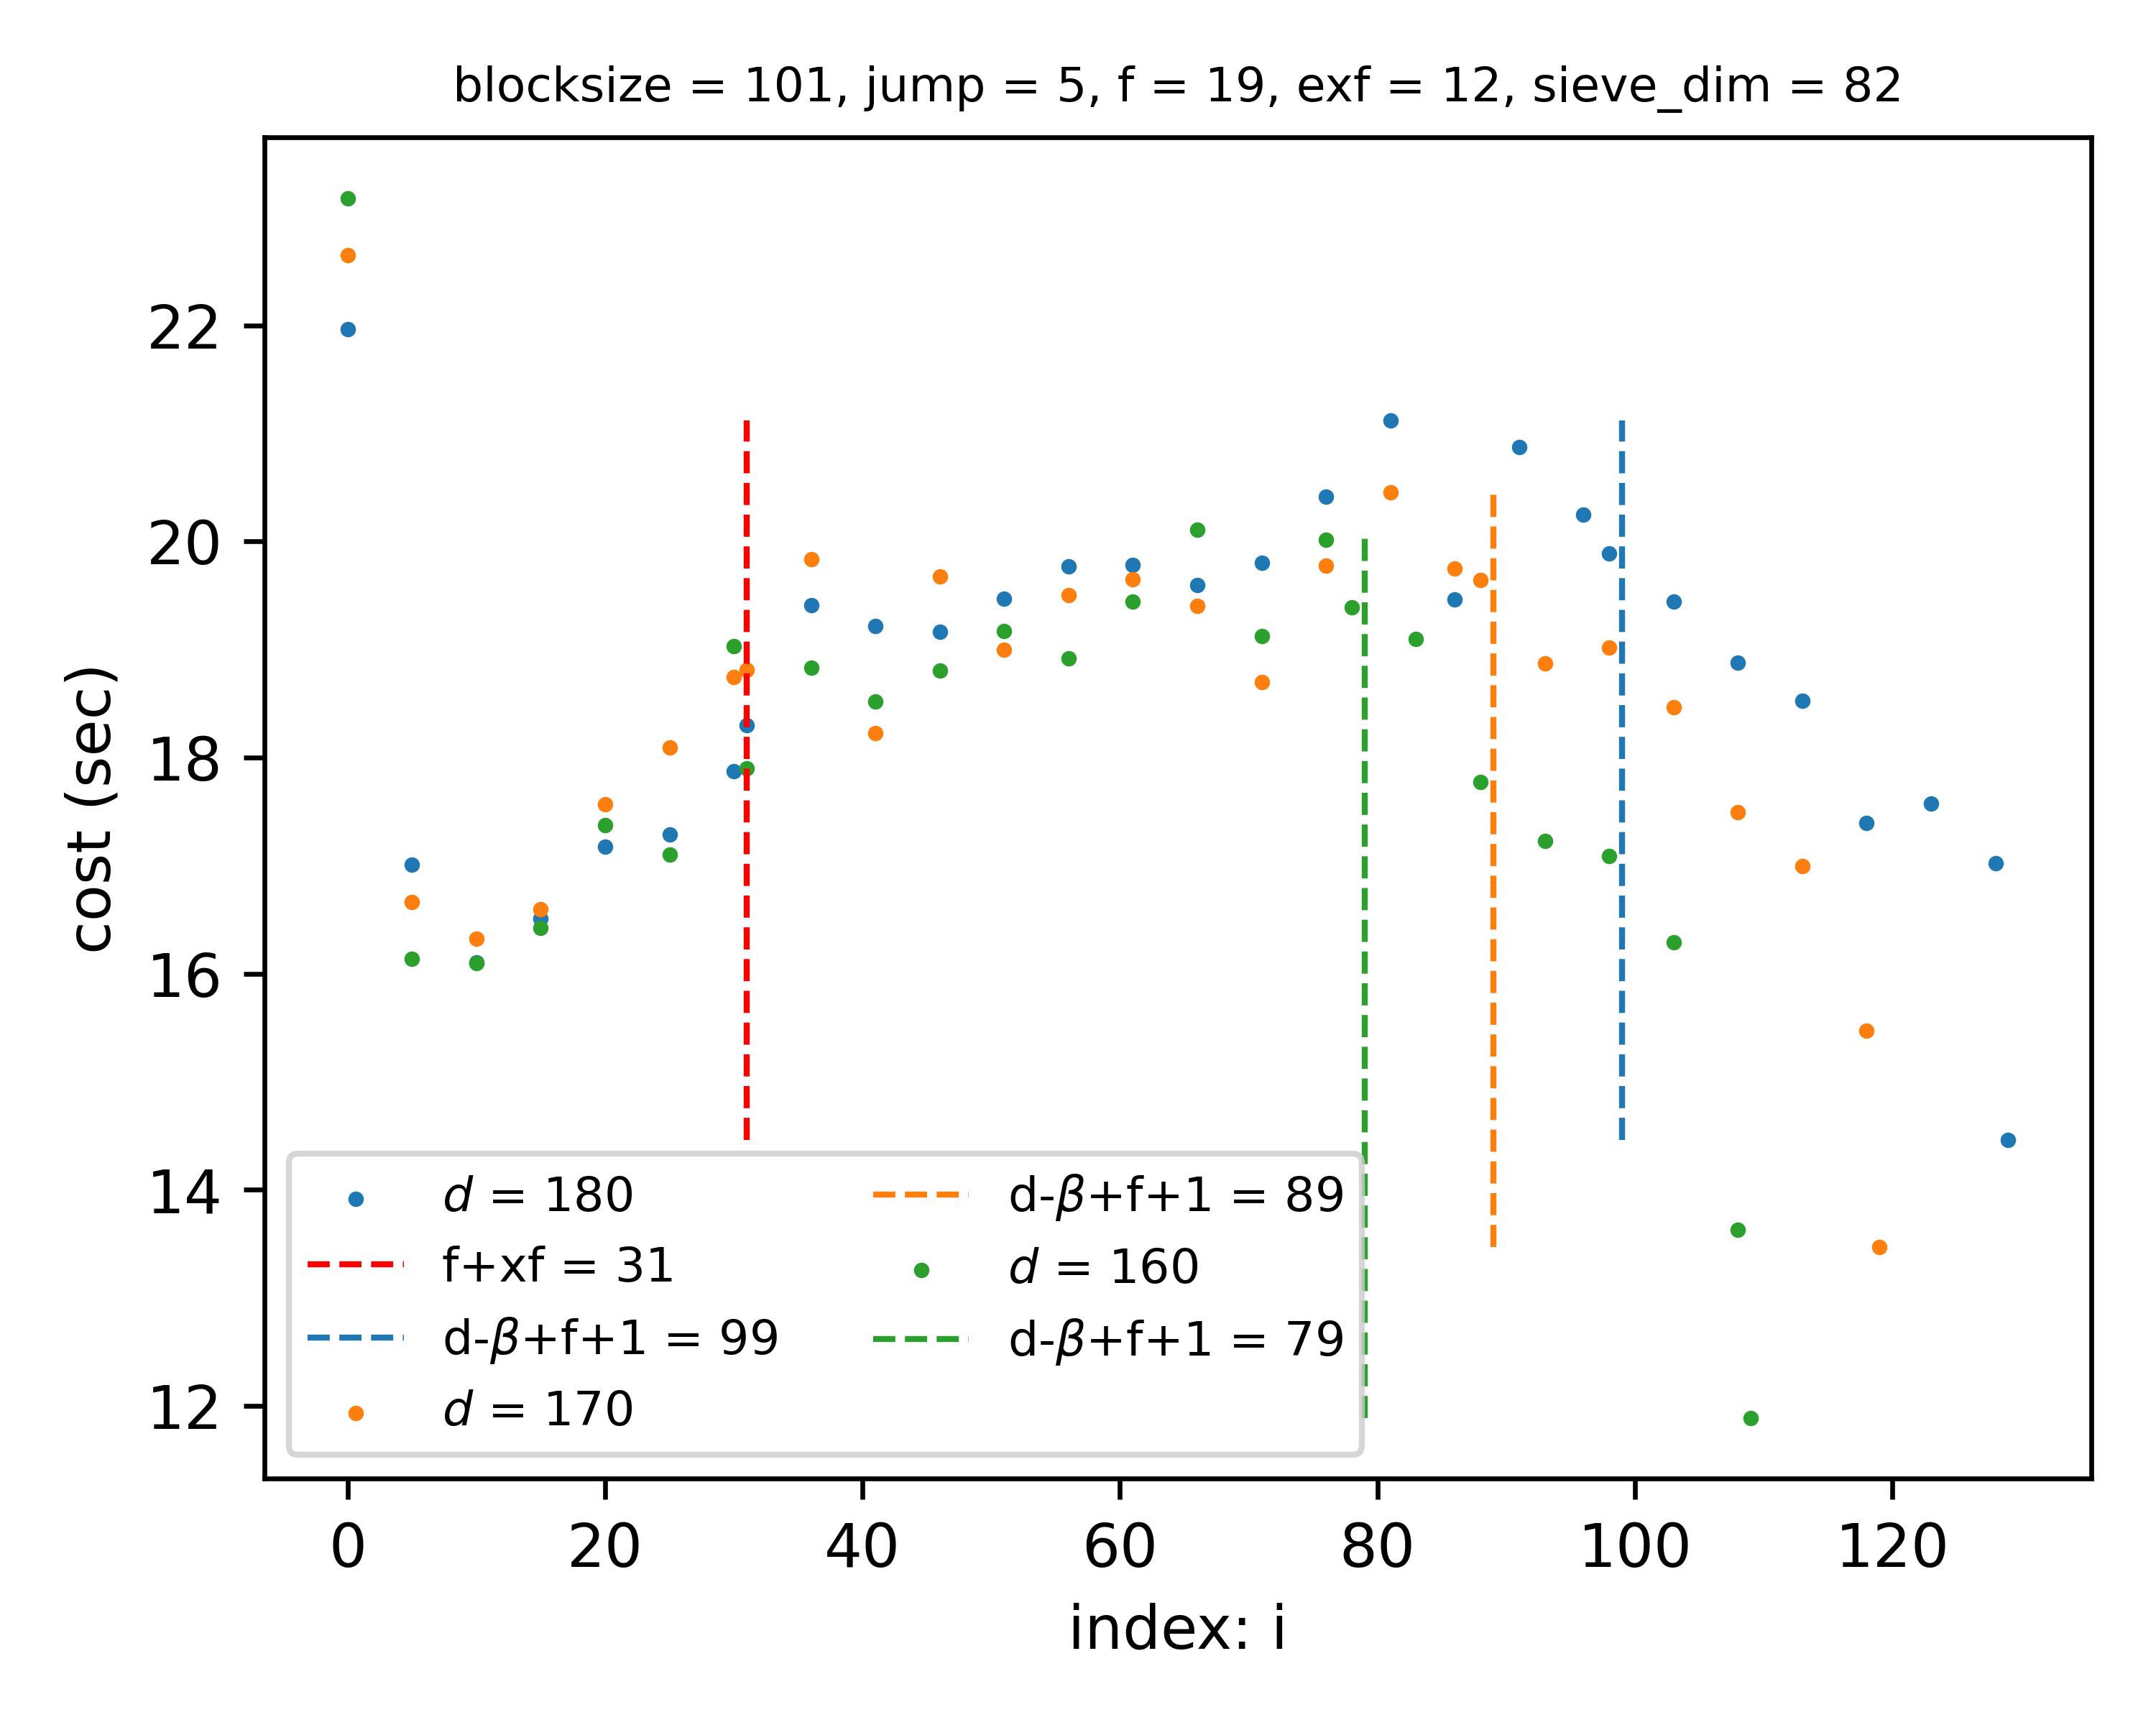 blocksize = 101, jump = 5, f = 19, exf = 12, sieve_dim = 82
cost (sec)
22
20
18
16
14
12
d = 180
f+xf = 31
d-β+f+1 = 99
d = 170
d-β+f+1 = 89
d = 160
d-β+f+1 = 79
0 20 40 60 80 100 120
index: i